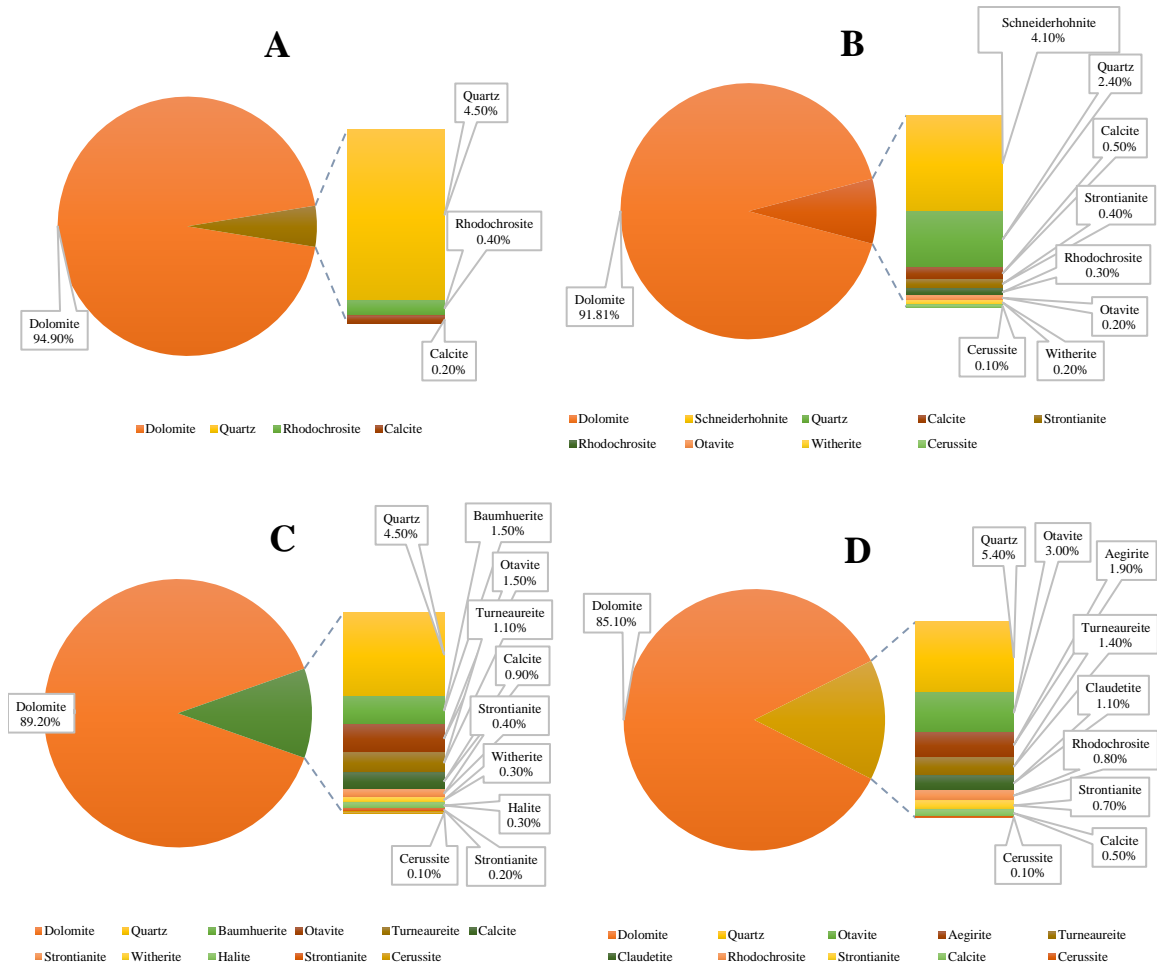 A
Quartz
4.50%
Rhodochrosite
0.40%
Dolomite
94.90%
Calcite
0.20%
Dolomite Quartz Rhodochrosite Calcite
B
Schneiderhohnite
4.10%
Quartz
2.40%
Calcite
0.50%
Strontianite
0.40%
Rhodochrosite
0.30%
Otavite
0.20%
Witherite
0.20%
Cerussite
0.10%
Dolomite
91.81%
Dolomite Schneiderhohnite Quartz Calcite Strontianite
Rhodochrosite Otavite Witherite Cerussite
C
Quartz
4.50%
Baumhuerite
1.50%
Otavite
1.50%
Turneaureite
1.10%
Calcite
0.90%
Strontianite
0.40%
Witherite
0.30%
Halite
0.30%
Strontianite
0.20%
Cerussite
0.10%
Dolomite
89.20%
Dolomite Quartz Baumhuerite Otavite Turneaureite Calcite
Strontianite Witherite Halite Strontianite Cerussite
D
Quartz
5.40%
Otavite
3.00%
Aegirite
1.90%
Turneaureite
1.40%
Claudetite
1.10%
Rhodochrosite
0.80%
Strontianite
0.70%
Calcite
0.50%
Cerussite
0.10%
Dolomite
85.10%
Dolomite Quartz Otavite Aegirite Turneaureite
Claudetite Rhodochrosite Strontianite Calcite Cerussite